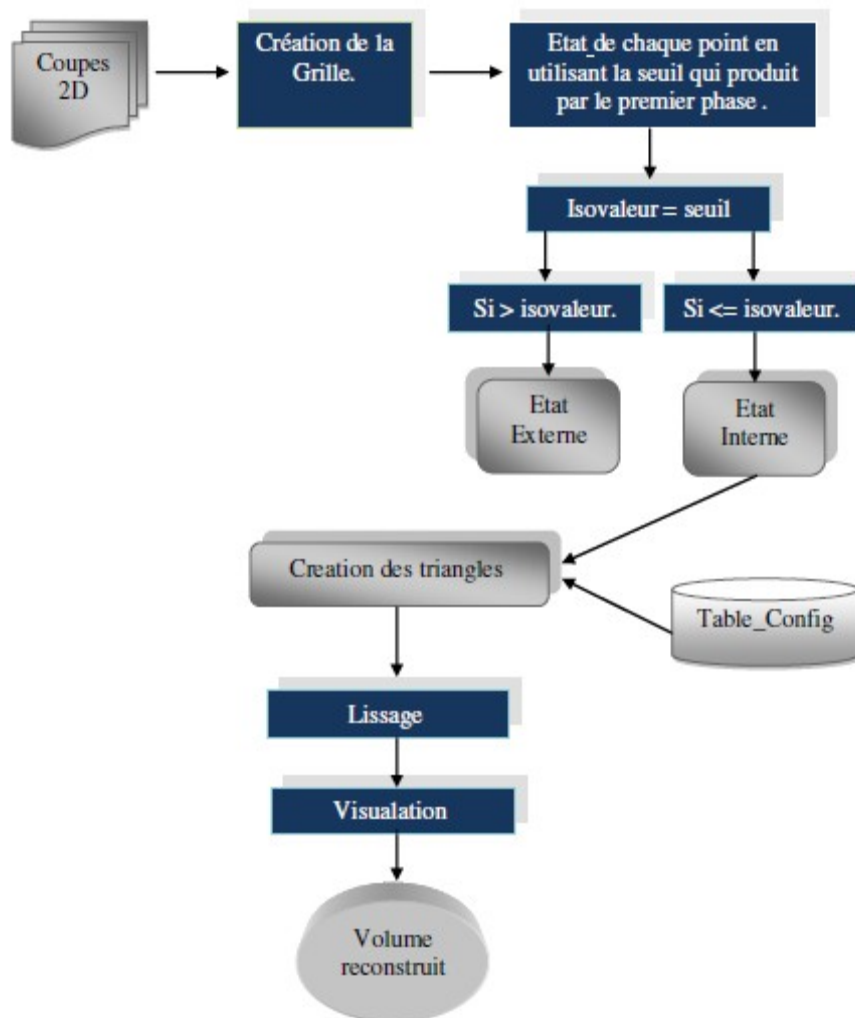 Coupes
2D
Création de la
Grille.
Etat de chaque point en
utilisant la seuil qui produit
par le premier phase .
Isovaleur = seuil
Si > isovaleur.
Si <= isovaleur.
Etat
Externe
Etat
Interne
Creation des triangles
Table_Config
Lissage
Visualation
Volume
reconstruit